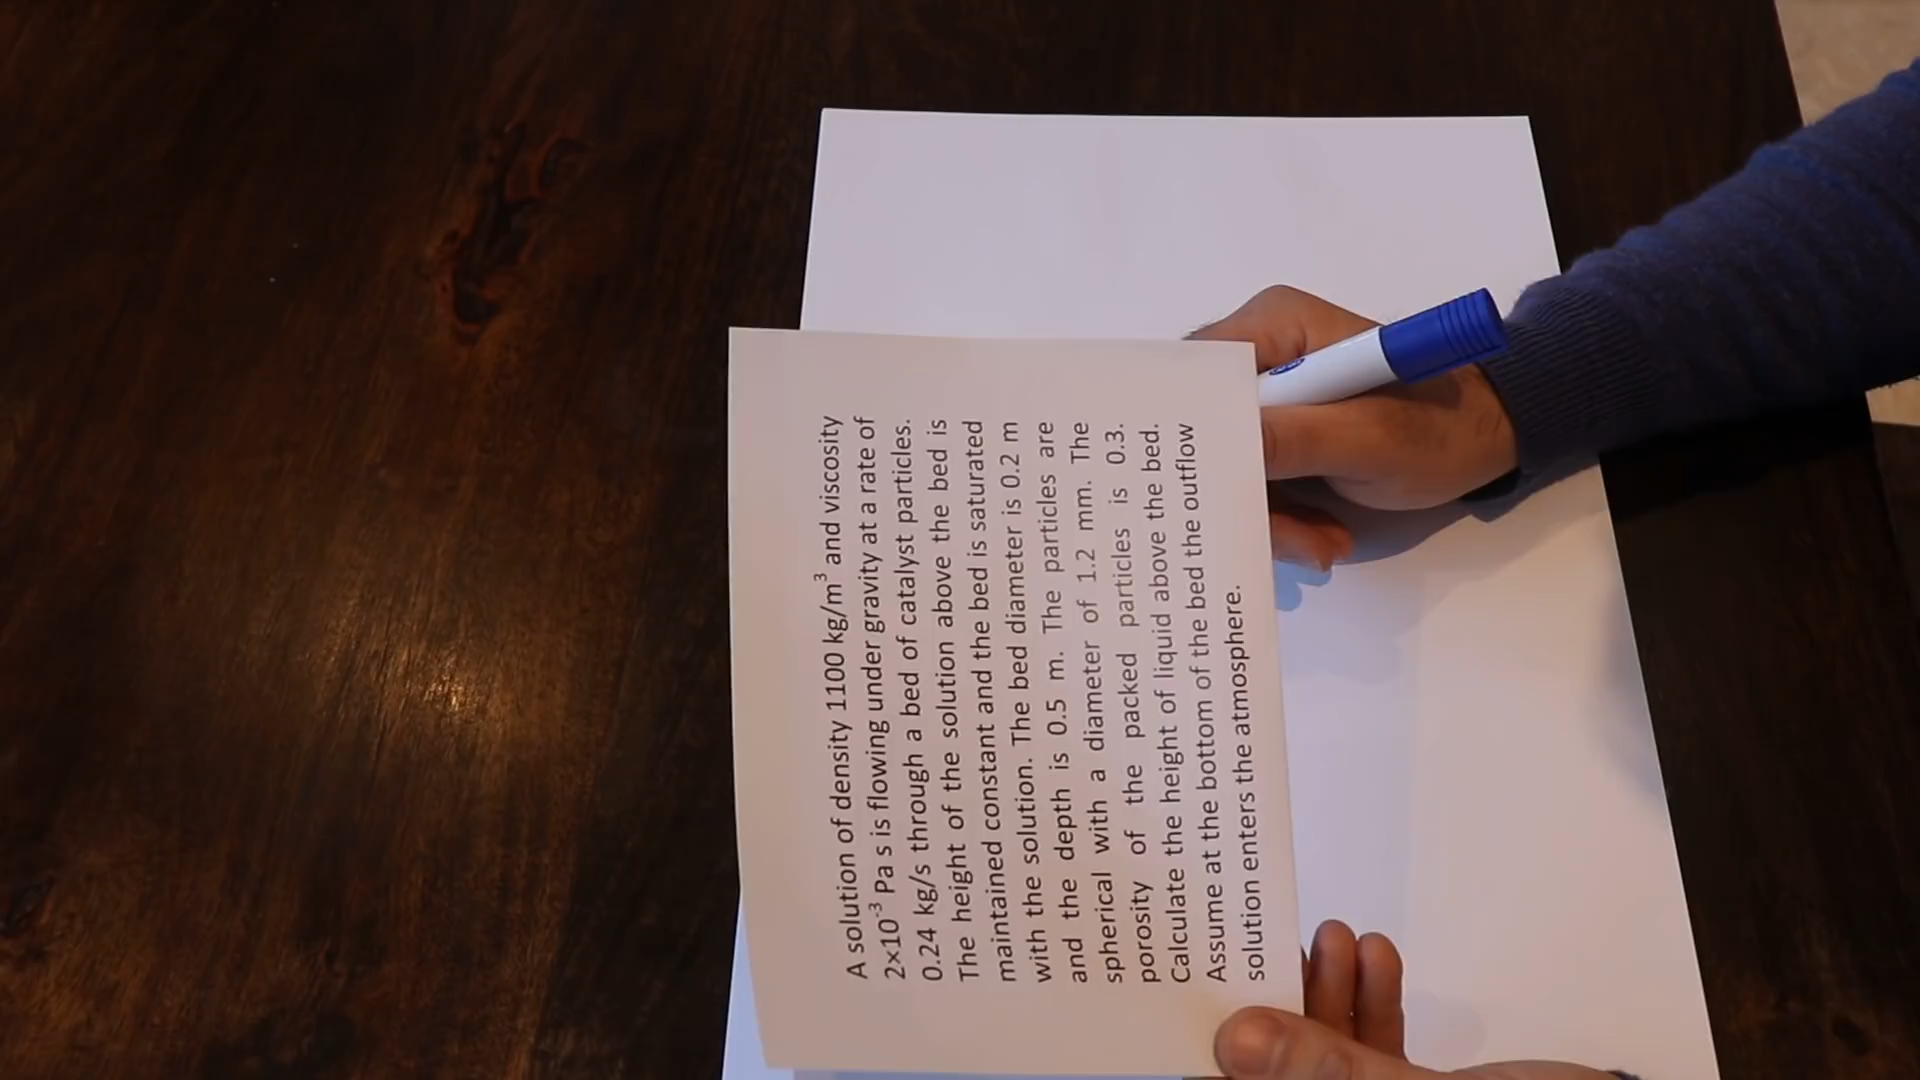 A solution of density 1100 kg/m³ and viscosity
2×10⁻³ Pa s is flowing under gravity at a rate of
0.24 kg/s through a bed of catalyst particles.
The height of the solution above the bed is
maintained constant and the bed is saturated
with the solution. The bed diameter is 0.2 m
and the depth is 0.5 m. The particles are
spherical with a diameter of 1.2 mm. The
porosity of the packed particles is 0.3.
Calculate the height of liquid above the bed.
Assume at the bottom of the bed the outflow
solution enters the atmosphere.